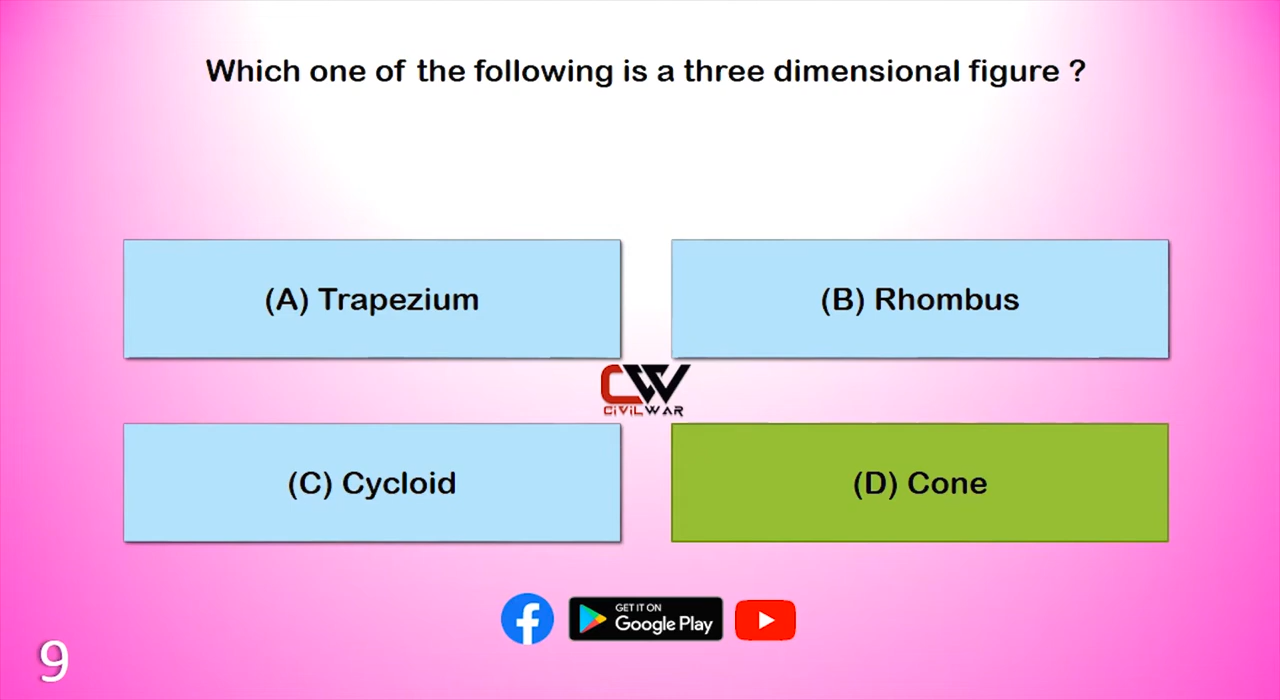 Which one of the following is a three dimensional figure ?
(A) Trapezium
(B) Rhombus
CW
CIVIL WAR
(C) Cycloid
(D) Cone
GET IT ON
Google Play
9